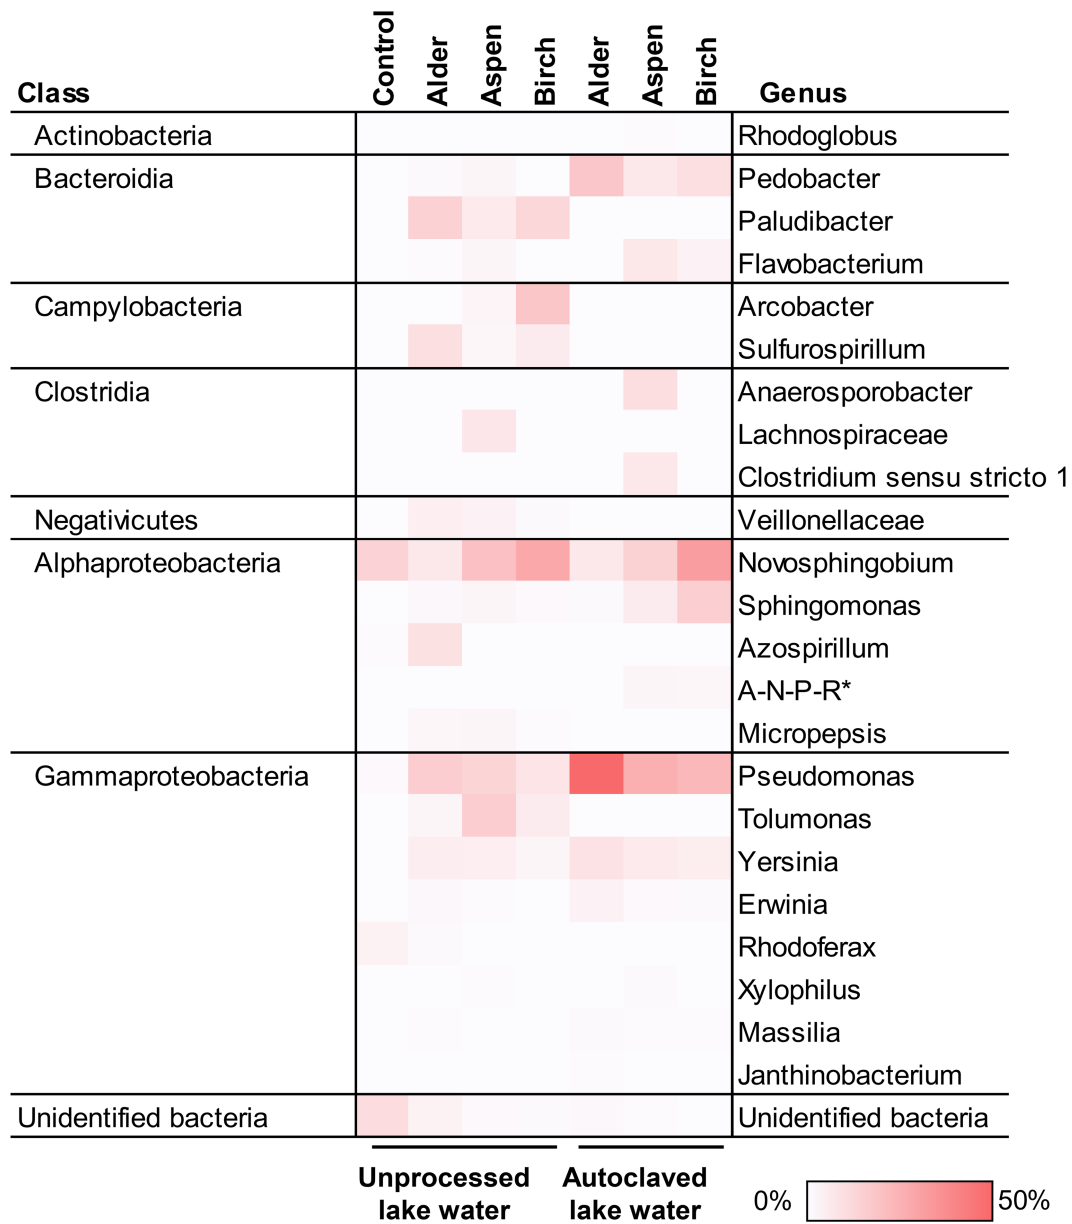 Class Control Alder Aspen Birch Alder Aspen Birch Genus
Actinobacteria Rhodoglobus
Bacteroidia Pedobacter
Paludibacter
Flavobacterium
Campylobacteria Arcobacter
Sulfurospirillum
Clostridia Anaerosporobacter
Lachnospiraceae
Clostridium sensu stricto 1
Negativicutes Veillonellaceae
Alphaproteobacteria Novosphingobium
Sphingomonas
Azospirillum
A-N-P-R*
Micropepsis
Gammaproteobacteria Pseudomonas
Tolumonas
Yersinia
Erwinia
Rhodoferax
Xylophilus
Massilia
Janthinobacterium
Unidentified bacteria Unidentified bacteria
Unprocessed Autoclaved
lake water lake water
0% 50%